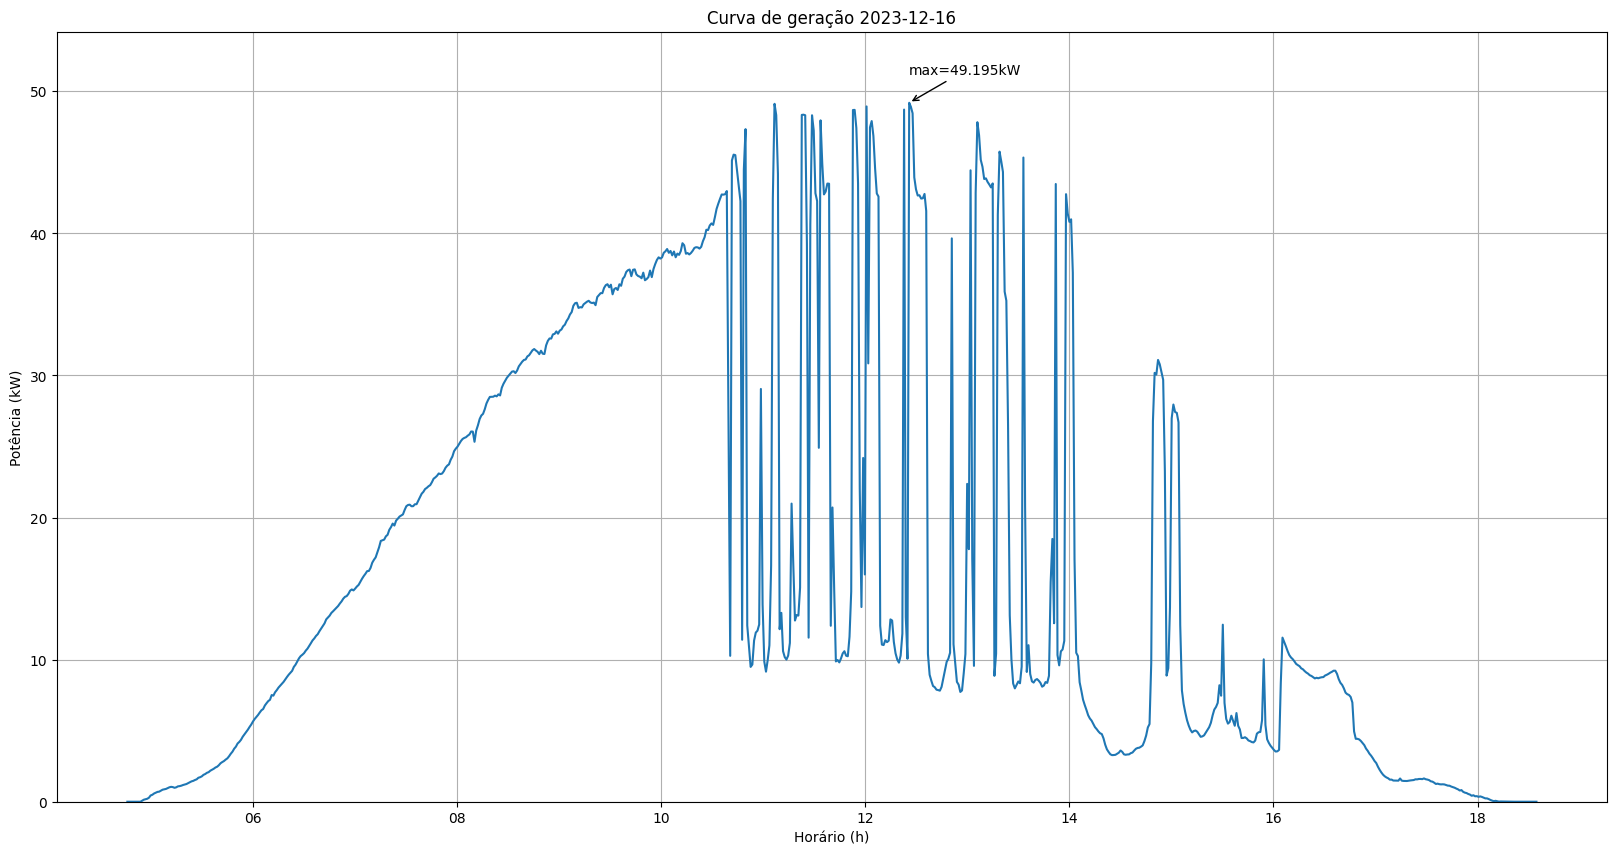 Curva de geração 2023-12-16
max=49.195kW
50
40
30
20
10
0
Potência (kW)
06 08 10 12 14 16 18
Horário (h)